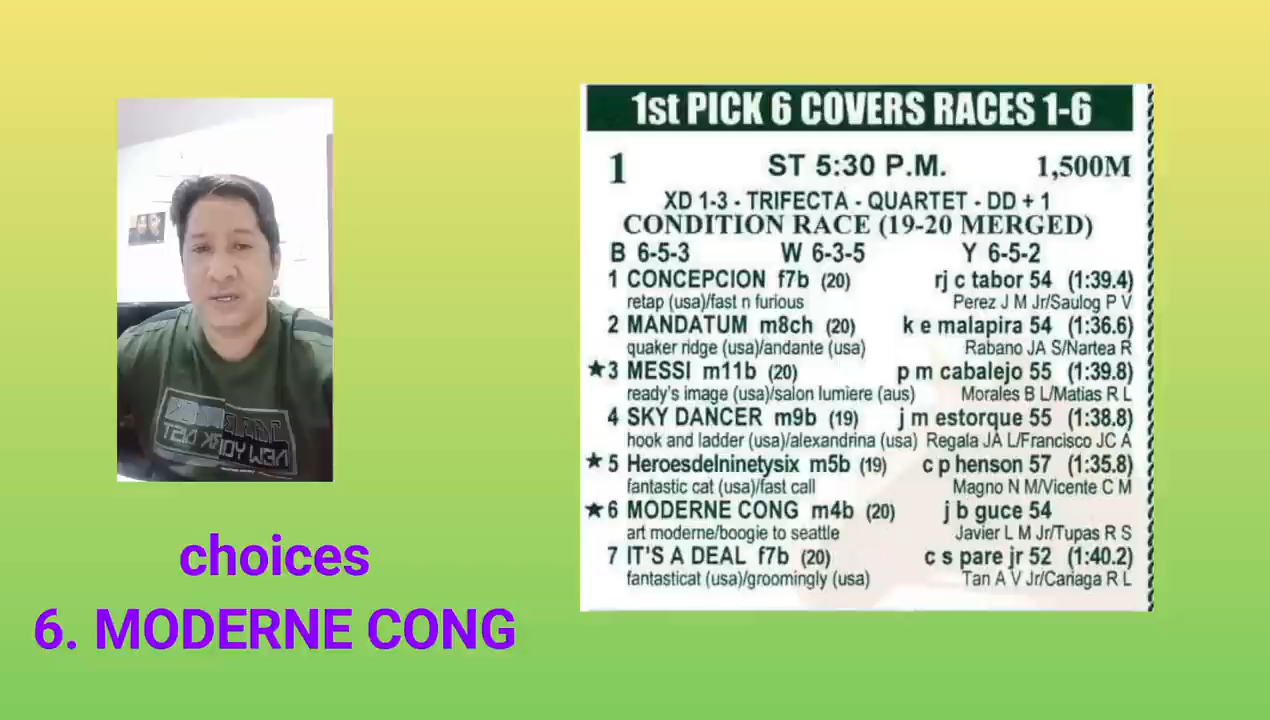 1st PICK 6 COVERS RACES 1-6
1 ST 5:30 P.M. 1,500M
XD 1-3 - TRIFECTA - QUARTET - DD + 1
CONDITION RACE (19-20 MERGED)
B 6-5-3 W 6-3-5 Y 6-5-2
1 CONCEPCION f7b (20) rj c tabor 54 (1:39.4)
retap (usa)/fast n furious Perez J M Jr/Saulog P V
2 MANDATUM m8ch (20) k e malapira 54 (1:36.6)
quaker ridge (usa)/andante (usa) Rabano JA S/Nartea R
★3 MESSI m11b (20) p m cabalejo 55 (1:39.8)
ready's image (usa)/salon lumiere (aus) Morales B L/Matias R L
4 SKY DANCER m9b (19) j m estorque 55 (1:38.8)
hook and ladder (usa)/alexandrina (usa) Regala JA L/Francisco JC A
★5 Heroesdelninetysix m5b (19) c p henson 57 (1:35.8)
fantastic cat (usa)/fast call Magno N M/Vicente C M
★6 MODERNE CONG m4b (20) j b guce 54
art moderne/boogie to seattle Javier L M Jr/Tupas R S
7 IT'S A DEAL f7b (20) c s pare jr 52 (1:40.2)
fantasticat (usa)/groomingly (usa) Tan A V Jr/Cariaga R L
NEW YORK
choices
6. MODERNE CONG